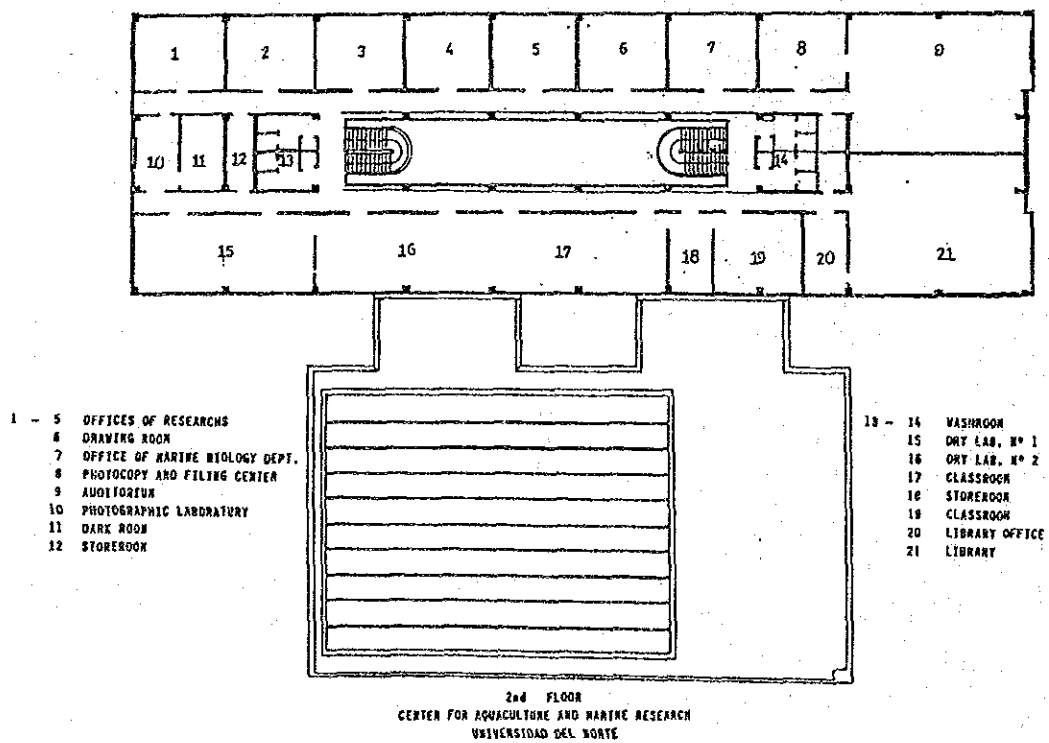 1 2 3 4 5 6 7 8 9
10 11 12 13 14
15 16 17 18 19 20 21
1 - 5 OFFICES OF RESEARCHS
6 DRAWING ROOM
7 OFFICE OF MARINE BIOLOGY DEPT.
8 PHOTOCOPY AND FILING CENTER
9 AUDITORIUM
10 PHOTOGRAPHIC LABORATORY
11 DARK ROOM
12 STOREROOM
13 - 14 WASHROOM
15 DRY LAB, Nº 1
16 DRY LAB, Nº 2
17 CLASSROOM
18 STOREROOM
19 CLASSROOM
20 LIBRARY OFFICE
21 LIBRARY
2nd FLOOR
CENTER FOR AQUACULTURE AND MARINE RESEARCH
UNIVERSIDAD DEL NORTE